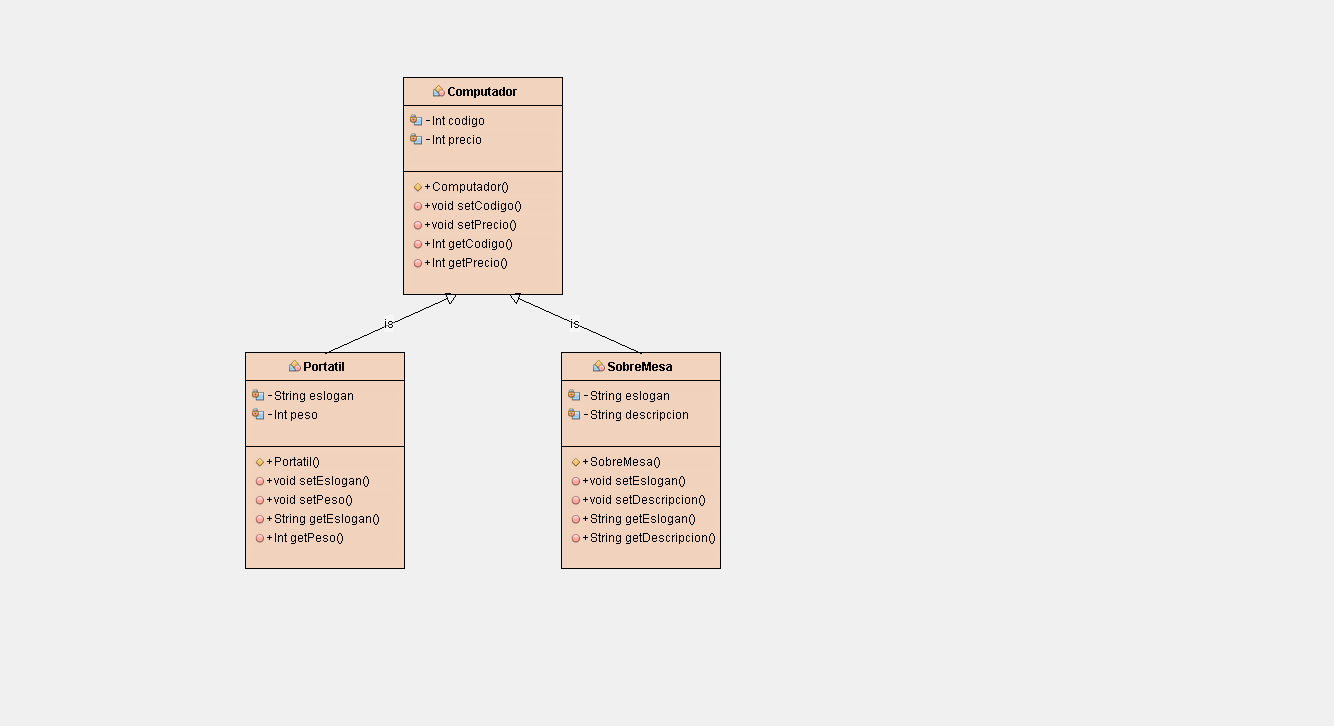 Computador
-Int codigo
-Int precio
+Computador()
+void setCodigo()
+void setPrecio()
+Int getCodigo()
+Int getPrecio()
is
is
Portatil
-String eslogan
-Int peso
+Portatil()
+void setEslogan()
+void setPeso()
+String getEslogan()
+Int getPeso()
SobreMesa
-String eslogan
-String descripcion
+SobreMesa()
+void setEslogan()
+void setDescripcion()
+String getEslogan()
+String getDescripcion()